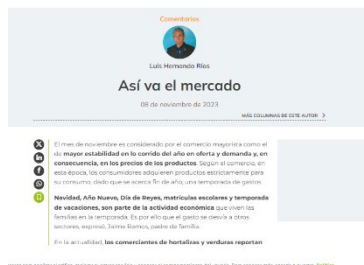 Comentarios
Luis Hernando Ríos
Así va el mercado
08 de noviembre de 2023
MÁS COLUMNAS DE ESTE AUTOR
El mes de noviembre es considerado por el comercio mayorista como el
de mayor estabilidad en lo corrido del año en oferta y demanda y, en
consecuencia, en los precios de los productos. Según el comercio, en
esta época, los consumidores adquieren productos estrictamente para
su consumo, dado que se acerca fin de año, una temporada de gastos.
Navidad, Año Nuevo, Día de Reyes, matrículas escolares y temporada
de vacaciones, son parte de la actividad económica que viven las
familias en la temporada. Es por ello que el gasto se desvía a otros
sectores, expresó, Jaime Ramos, padre de familia.
En la actualidad, los comerciantes de hortalizas y verduras reportan